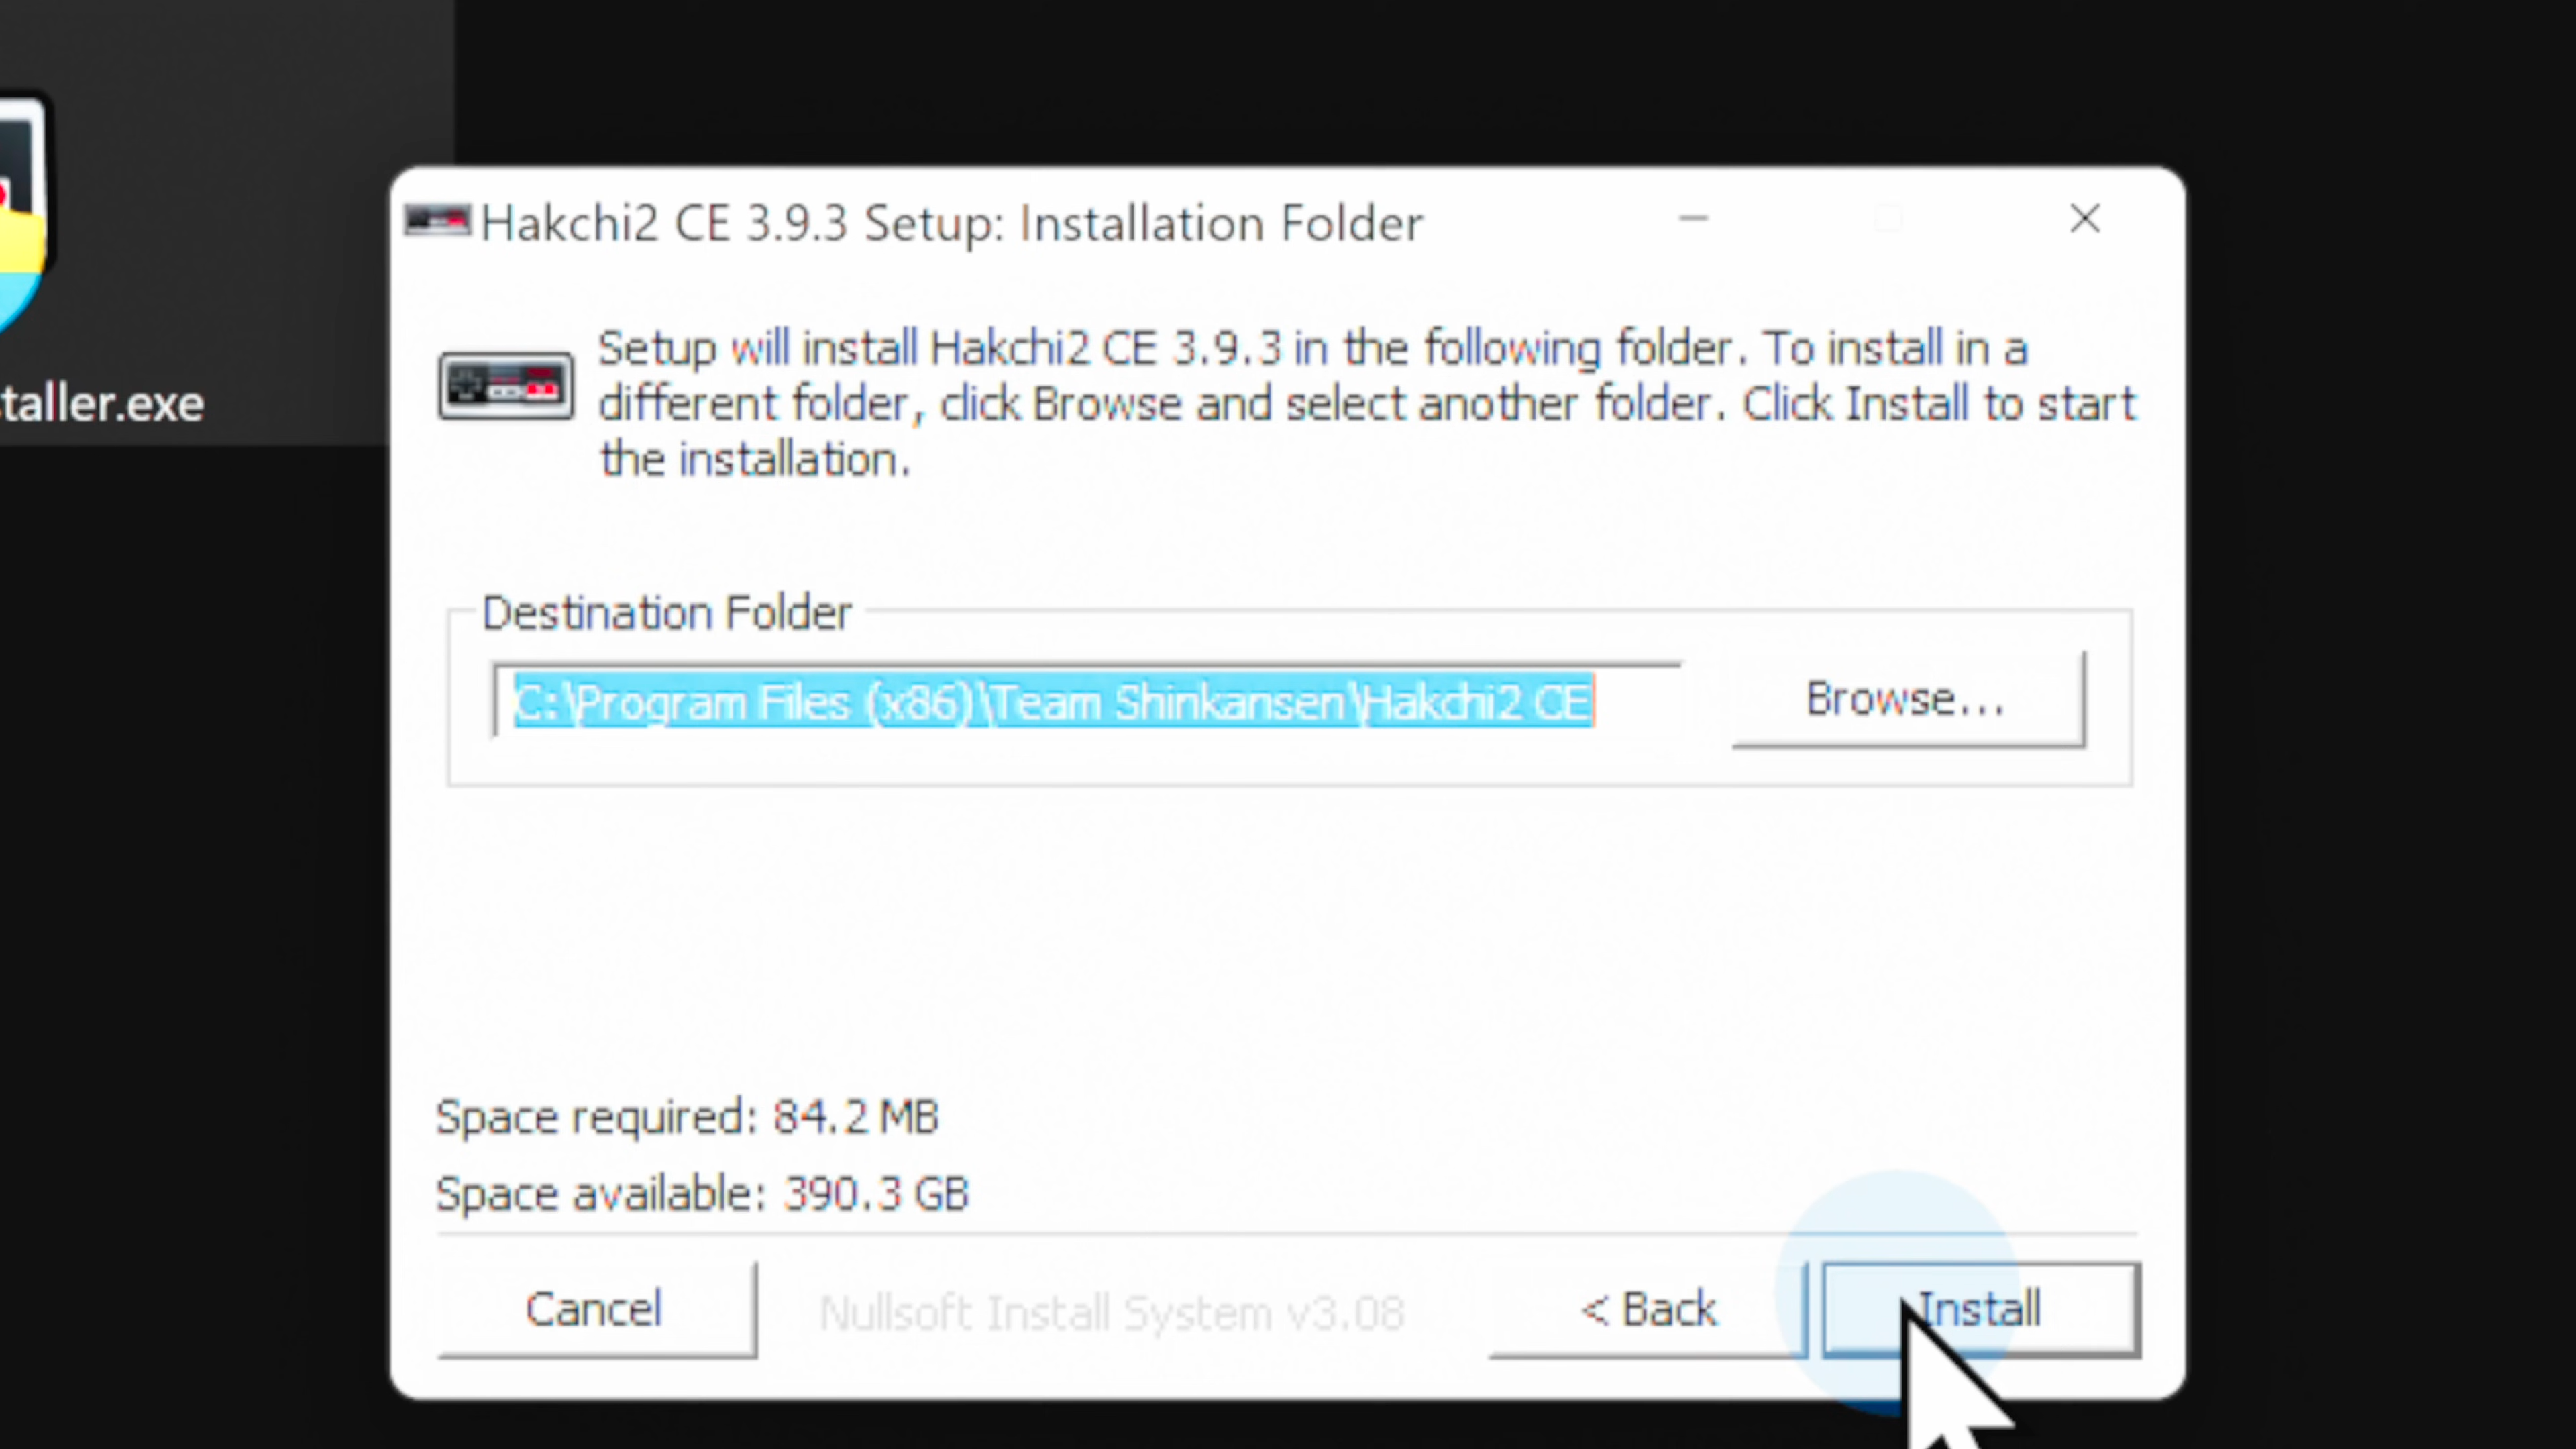 Hakchi2 CE 3.9.3 Setup: Installation Folder
Setup will install Hakchi2 CE 3.9.3 in the following folder. To install in a
different folder, click Browse and select another folder. Click Install to start
the installation.
taller.exe
Destination Folder
C:\Program Files (x86)\Team Shinkansen\Hakchi2 CE
Browse...
Space required: 84.2 MB
Space available: 390.3 GB
Cancel
Nullsoft Install System v3.08
< Back
Install